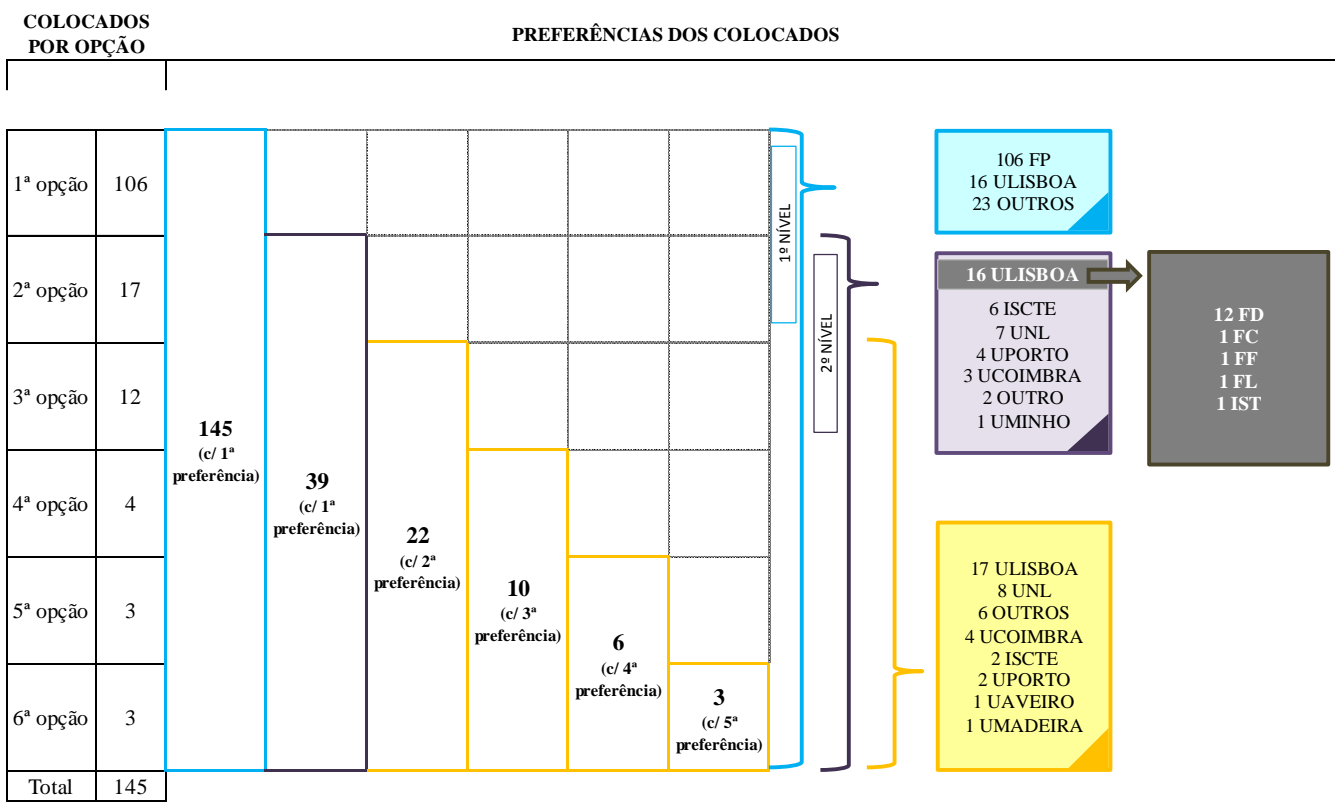 COLOCADOS
POR OPÇÃO
PREFERÊNCIAS DOS COLOCADOS
1ª opção 106
2ª opção 17
3ª opção 12
4ª opção 4
5ª opção 3
6ª opção 3
Total 145
145
(c/ 1ª
preferência)
39
(c/ 1ª
preferência)
22
(c/ 2ª
preferência)
10
(c/ 3ª
preferência)
6
(c/ 4ª
preferência)
3
(c/ 5ª
preferência)
1º NÍVEL
2º NÍVEL
106 FP
16 ULISBOA
23 OUTROS
16 ULISBOA
6 ISCTE
7 UNL
4 UPORTO
3 UCOIMBRA
2 OUTRO
1 UMINHO
12 FD
1 FC
1 FF
1 FL
1 IST
17 ULISBOA
8 UNL
6 OUTROS
4 UCOIMBRA
2 ISCTE
2 UPORTO
1 UAVEIRO
1 UMADEIRA